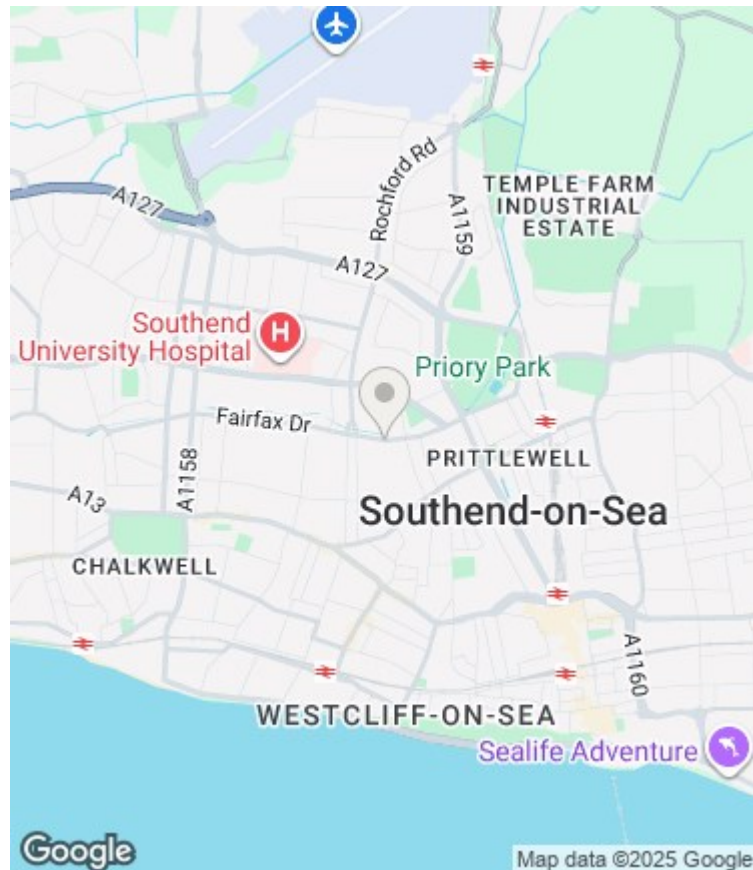 Rochford Rd
A127
A1159
TEMPLE FARM
INDUSTRIAL
ESTATE
A127
Southend
University Hospital
H
Priory Park
Fairfax Dr
A1158
PRITTLEWELL
A13
Southend-on-Sea
CHALKWELL
A1160
WESTCLIFF-ON-SEA
Sealife Adventure
Google
Map data ©2025 Google